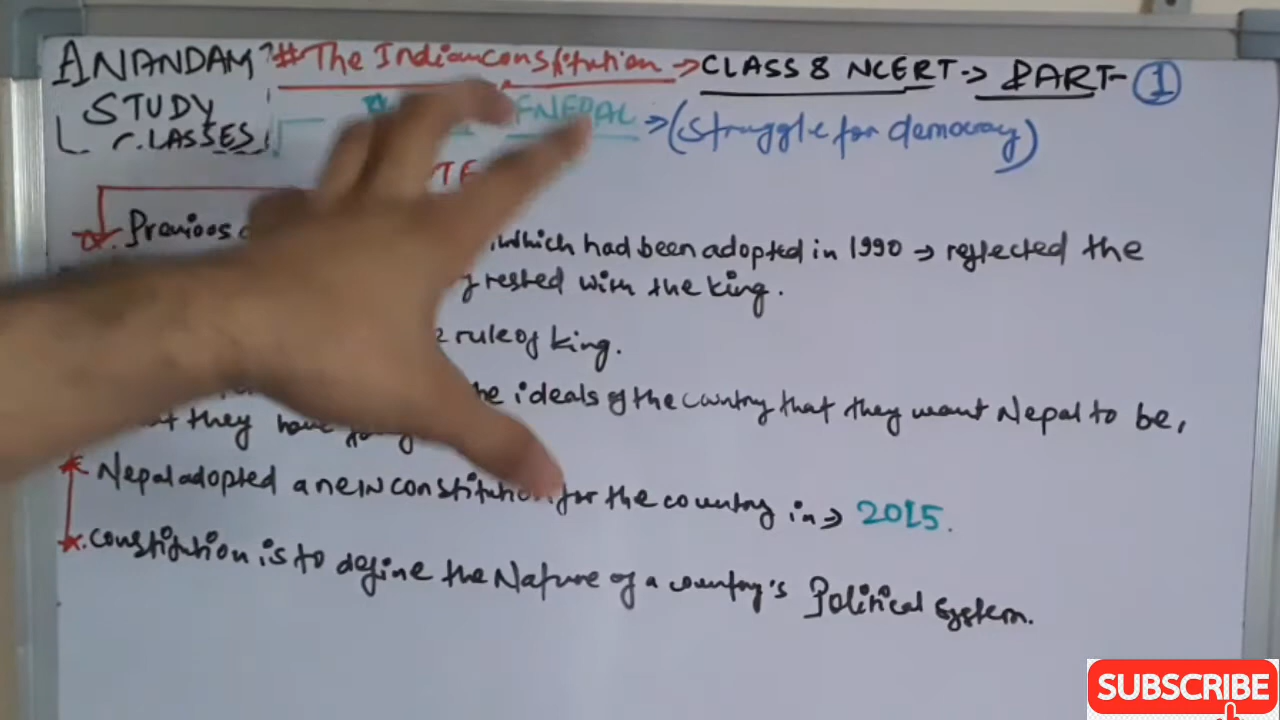 ANANDAM # The Indian constitution → CLASS 8 NCERT → PART- 1
STUDY
CLASSES
NEPAL → (struggle for democracy)
Previous
which had been adopted in 1990 → reflected the
rested with the king.
rule of king.
ideals of the country that they want Nepal to be,
they have
Nepal adopted a new constitution for the country in → 2015.
constitution is to define the Nature of a country's Political system.
SUBSCRIBE